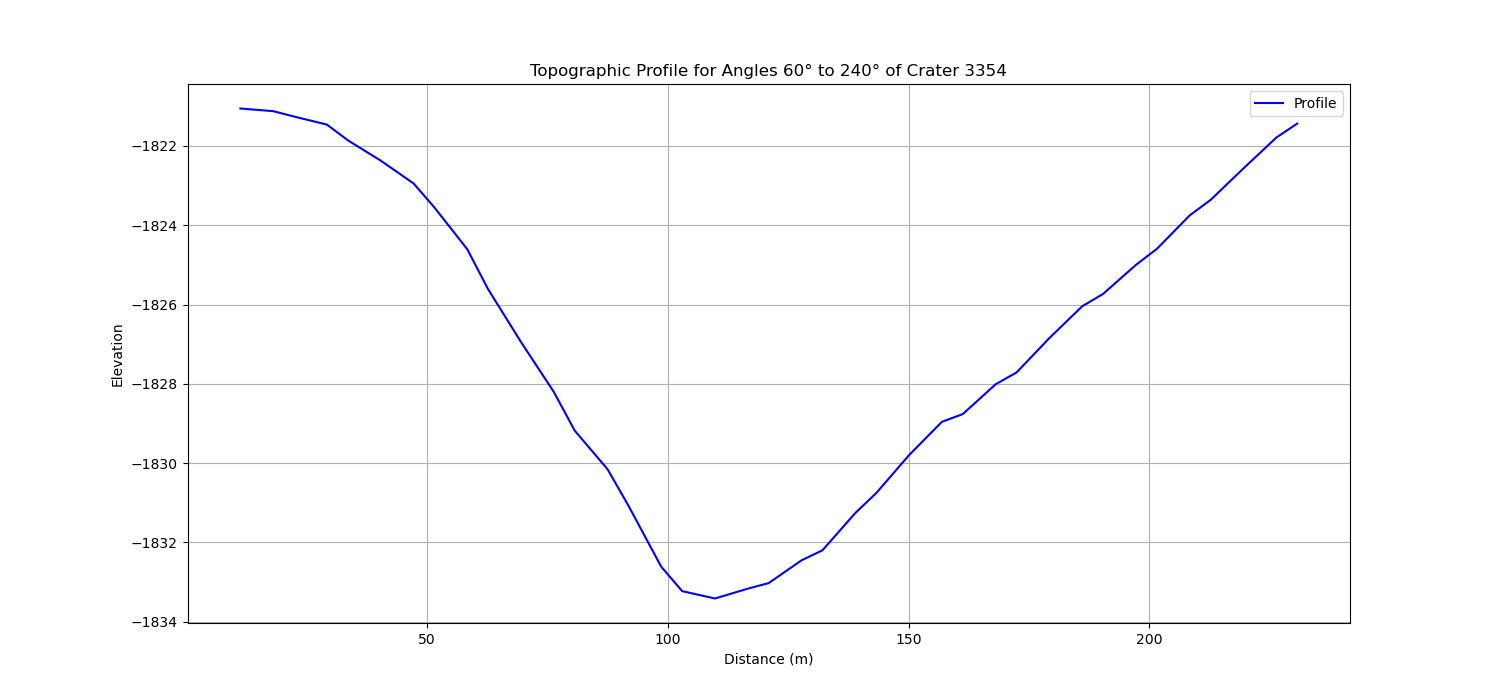 Topographic Profile for Angles 60° to 240° of Crater 3354
Profile
−1822
−1824
−1826
−1828
−1830
−1832
−1834
Elevation
50
100
150
200
Distance (m)